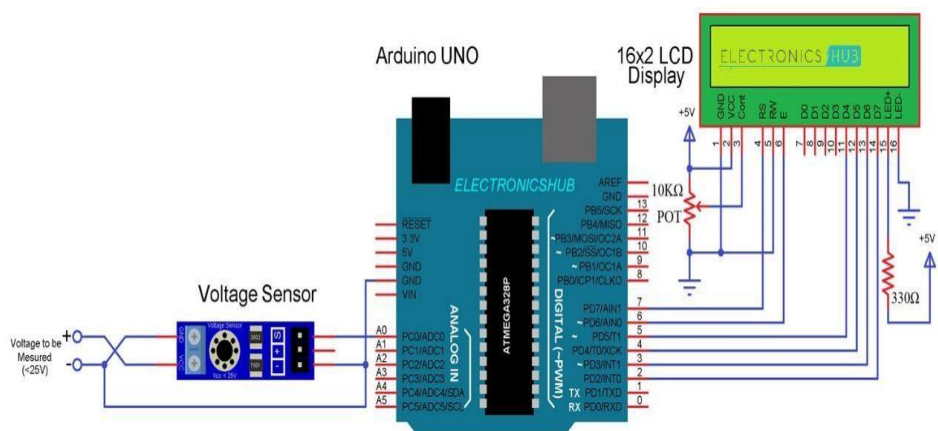 Arduino UNO
16x2 LCD
Display
ELECTRONICS HUB
GND
VCC
Cont
RS
RW
E
D0
D1
D2
D3
D4
D5
D6
D7
LED+
LED-
1
2
3
4
5
6
7
8
9
10
11
12
13
14
15
16
+5V
10KΩ
POT
+5V
330Ω
ELECTRONICSHUB
RESET
3.3V
5V
GND
GND
VIN
AREF
GND
PB5/SCK 13
PB4/MISO 12
~PB3/MOSI/OC2A 11
~PB2/SS/OC1B 10
~PB1/OC1A 9
PB0/ICP1/CLKO 8
PD7/AIN1 7
~PD6/AIN0 6
~PD5/T1 5
PD4/T0/XCK 4
~PD3/INT1 3
PD2/INT0 2
TX PD1/TXD 1
RX PD0/RXD 0
ATMEGA328P
DIGITAL (~PWM)
ANALOG IN
A0 PC0/ADC0
A1 PC1/ADC1
A2 PC2/ADC2
A3 PC3/ADC3
A4 PC4/ADC4/SDA
A5 PC5/ADC5/SCL
Voltage Sensor
Voltage to be
Mesured
(<25V)
+
-
GND
VCC
Voltage Sensor
Vcc < 25V
S + -